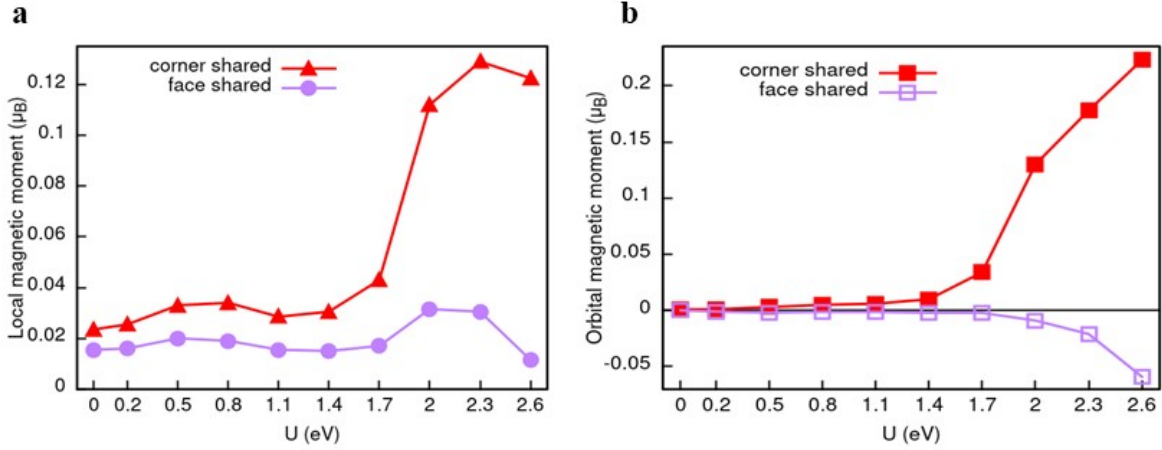 a
corner shared
face shared
Local magnetic moment (μB)
0.12
0.1
0.08
0.06
0.04
0.02
0
0 0.2 0.5 0.8 1.1 1.4 1.7 2 2.3 2.6
U (eV)
b
corner shared
face shared
Orbital magnetic moment (μB)
0.2
0.15
0.1
0.05
0
-0.05
0 0.2 0.5 0.8 1.1 1.4 1.7 2 2.3 2.6
U (eV)